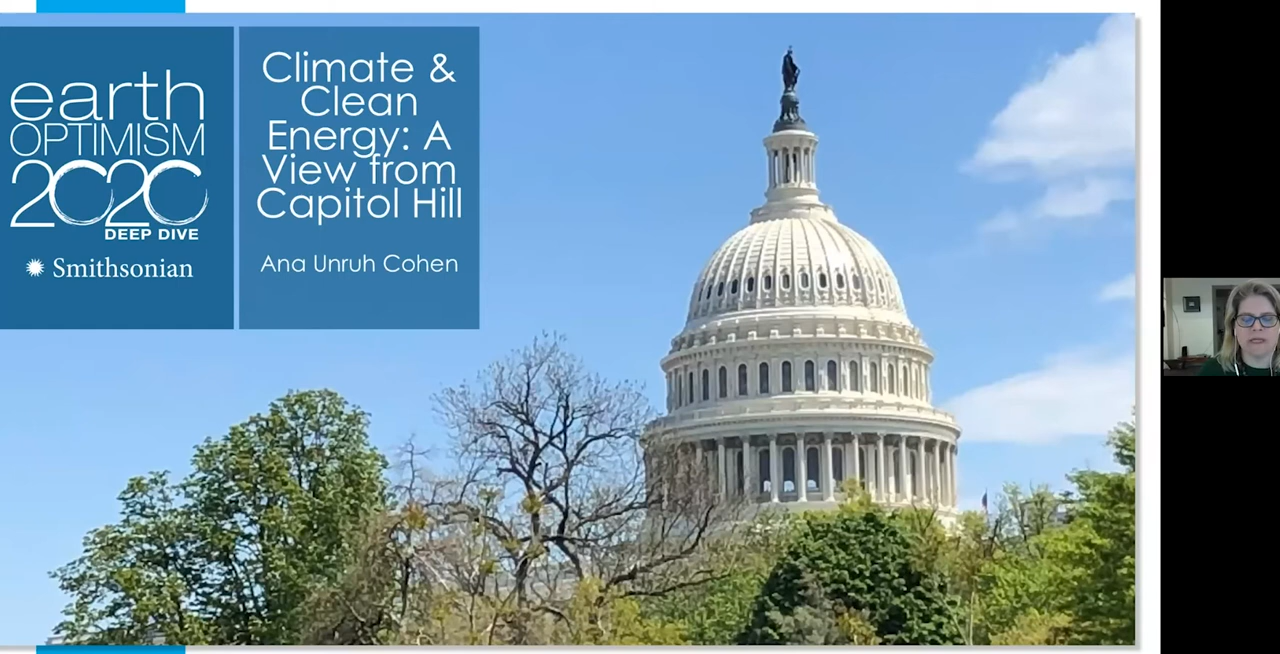 earth
OPTIMISM
2020
DEEP DIVE
Smithsonian
Climate &
Clean
Energy: A
View from
Capitol Hill
Ana Unruh Cohen